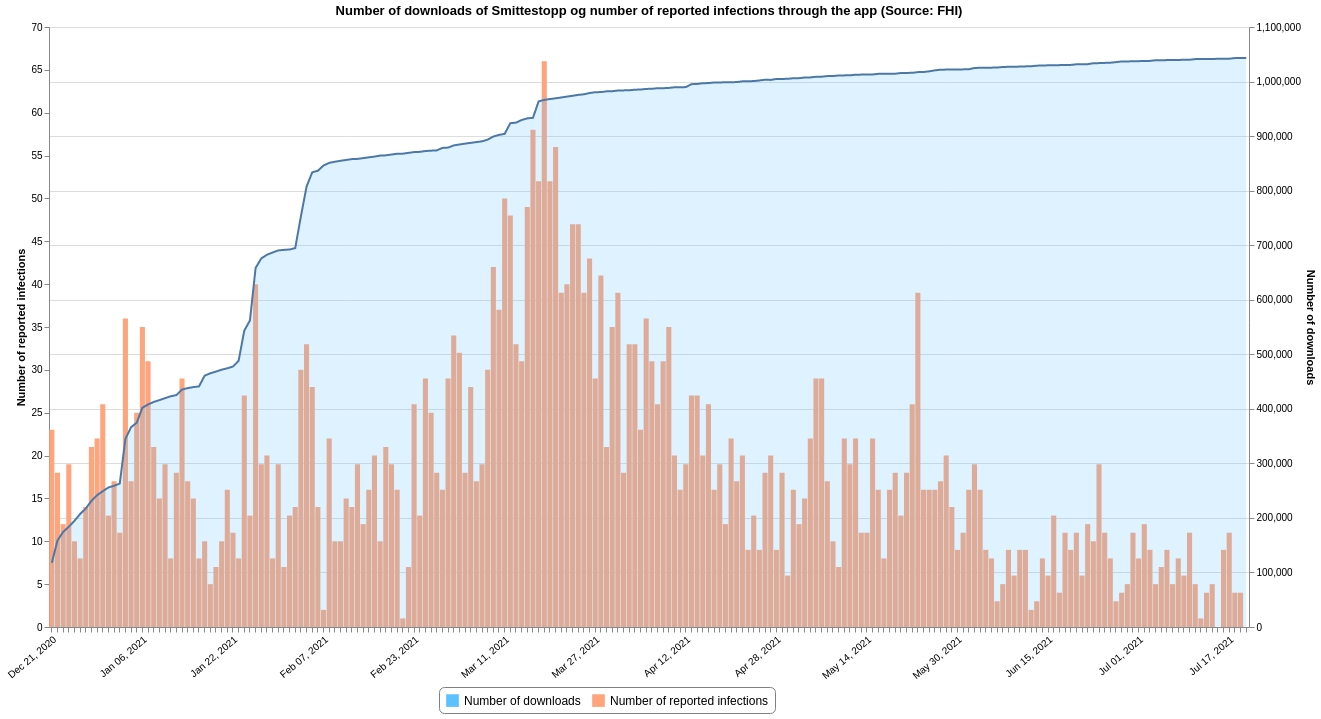 Number of downloads of Smittestopp og number of reported infections through the app (Source: FHI)
Number of reported infections
70
65
60
55
50
45
40
35
30
25
20
15
10
5
0
1,100,000
1,000,000
900,000
800,000
700,000
600,000
500,000
400,000
300,000
200,000
100,000
0
Number of downloads
Dec 21, 2020
Jan 06, 2021
Jan 22, 2021
Feb 07, 2021
Feb 23, 2021
Mar 11, 2021
Mar 27, 2021
Apr 12, 2021
Apr 28, 2021
May 14, 2021
May 30, 2021
Jun 15, 2021
Jul 01, 2021
Jul 17, 2021
Number of downloads
Number of reported infections